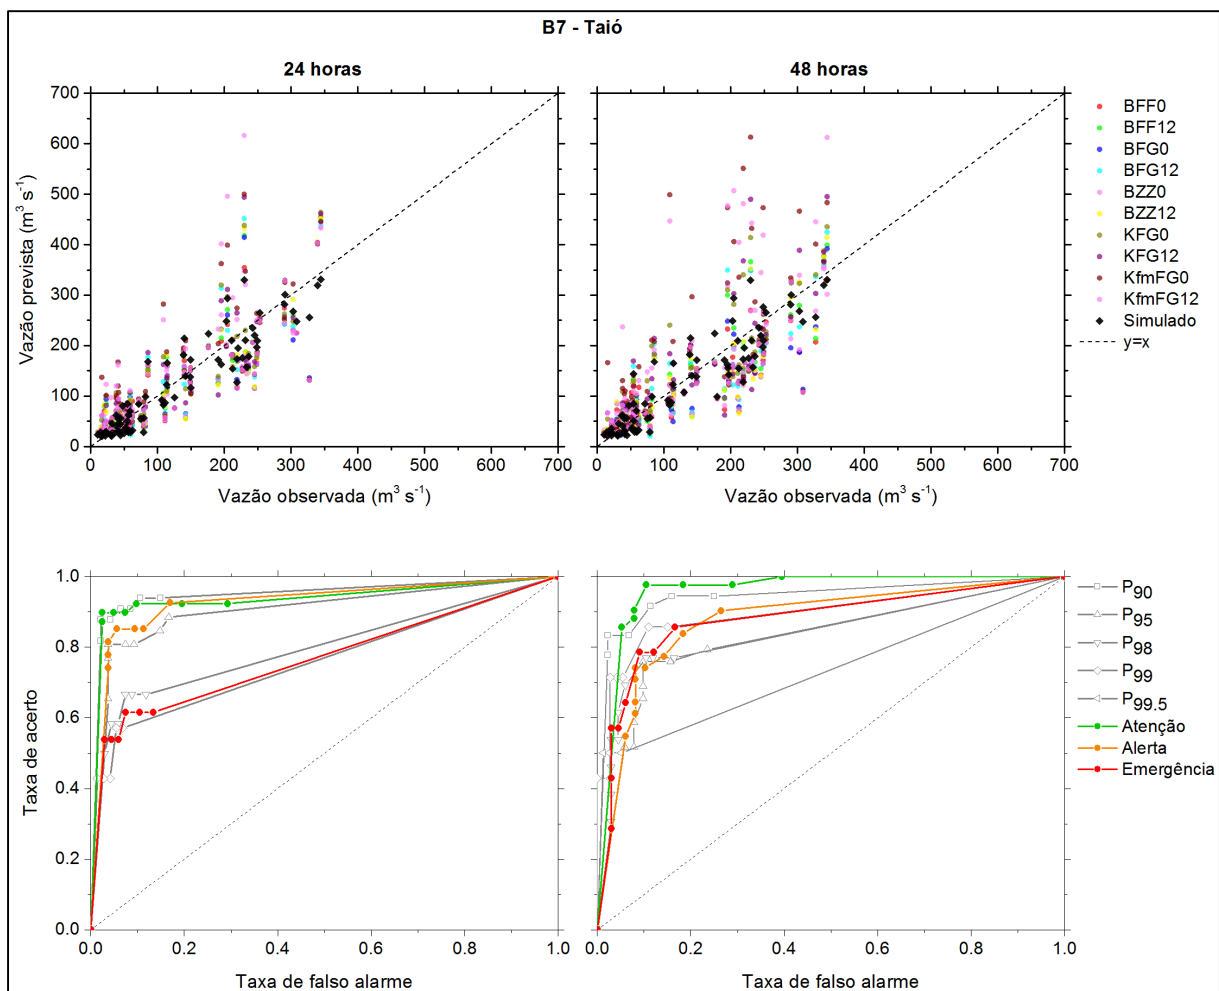 B7 - Taió
24 horas
48 horas
Vazão prevista (m³ s⁻¹)
700
600
500
400
300
200
100
0
0 100 200 300 400 500 600 700
0 100 200 300 400 500 600 700
Vazão observada (m³ s⁻¹)
Vazão observada (m³ s⁻¹)
BFF0
BFF12
BFG0
BFG12
BZZ0
BZZ12
KFG0
KFG12
KfmFG0
KfmFG12
Simulado
y=x
Taxa de acerto
1.0
0.8
0.6
0.4
0.2
0.0
0.0 0.2 0.4 0.6 0.8 1.0
0.0 0.2 0.4 0.6 0.8 1.0
Taxa de falso alarme
Taxa de falso alarme
P90
P95
P98
P99
P99.5
Atenção
Alerta
Emergência